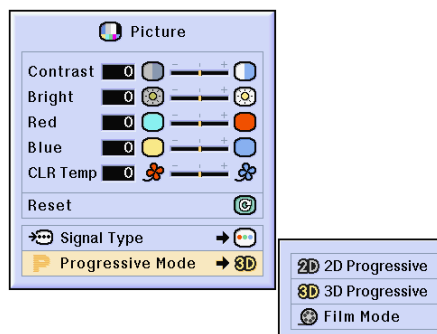 Picture
Contrast 0 - +
Bright 0 - +
Red 0 - +
Blue 0 - +
CLR Temp 0 - +
Reset
Signal Type
P Progressive Mode 3D
2D 2D Progressive
3D 3D Progressive
Film Mode